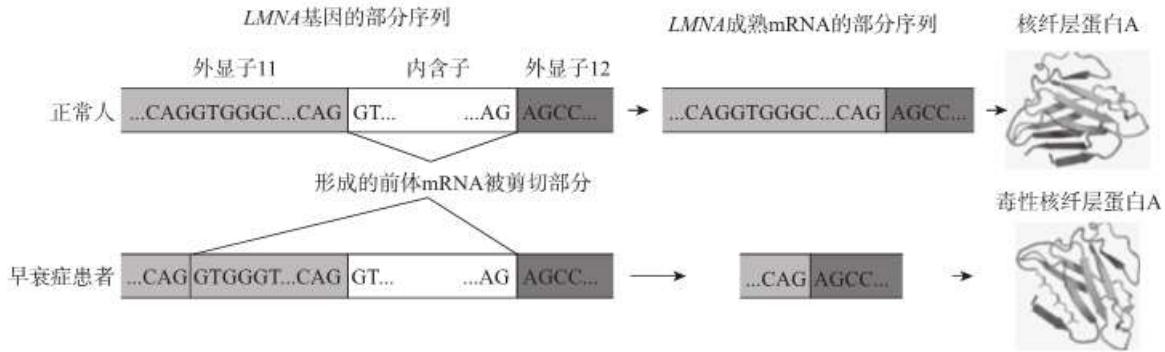 LMNA基因的部分序列
LMNA成熟mRNA的部分序列
核纤层蛋白A
外显子11
内含子
外显子12
正常人
...CAGGTGGGC...CAG
GT...
...AG
AGCC...
...CAGGTGGGC...CAG
AGCC...
形成的前体mRNA被剪切部分
毒性核纤层蛋白A
早衰症患者
...CAG
GTGGGT...CAG
GT...
...AG
AGCC...
...CAG
AGCC...